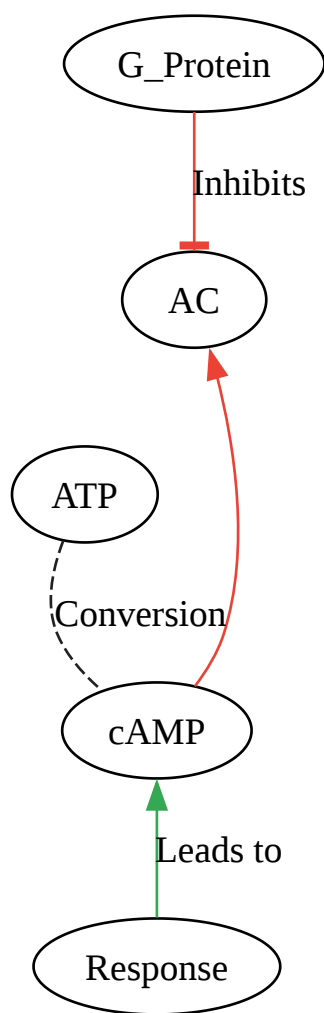 G_Protein
Inhibits
AC
ATP
Conversion
cAMP
Leads to
Response